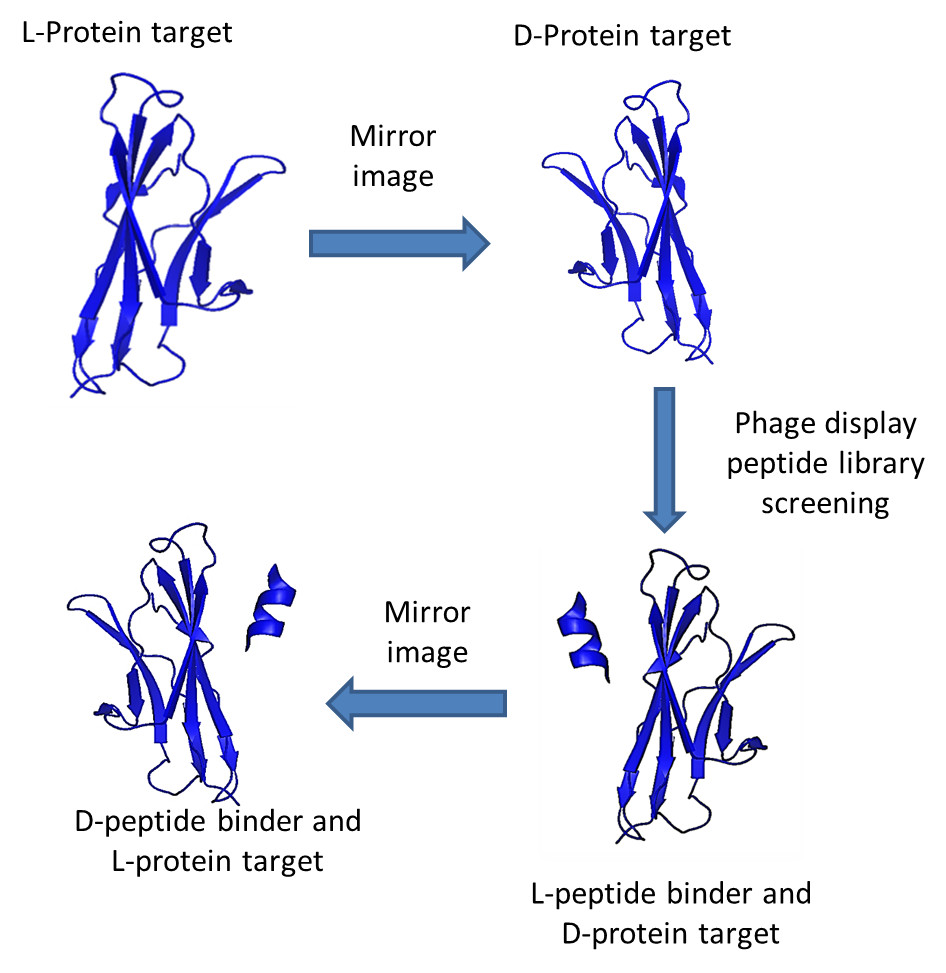 L-Protein target
D-Protein target
Mirror
image
Phage display
peptide library
screening
Mirror
image
D-peptide binder and
L-protein target
L-peptide binder and
D-protein target